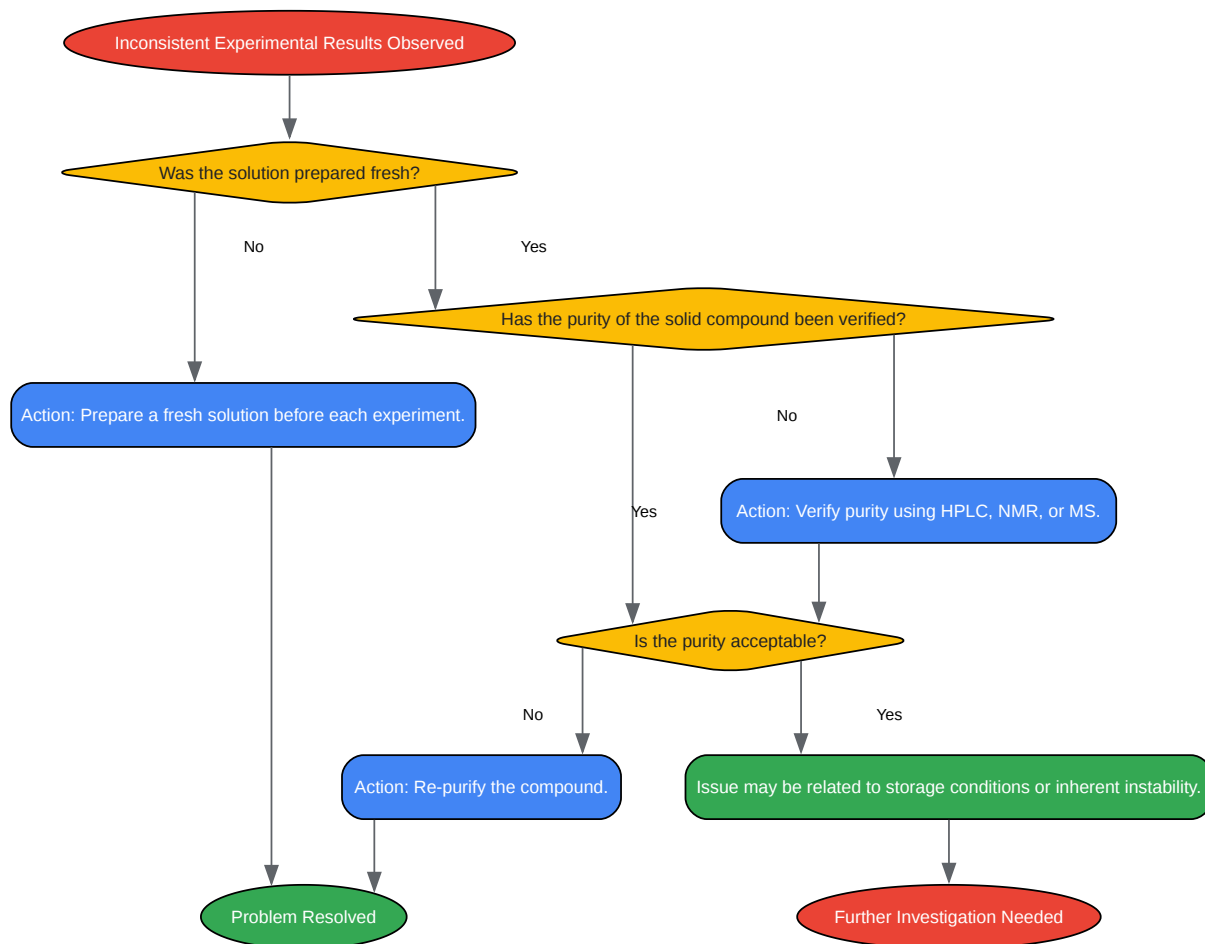 Inconsistent Experimental Results Observed
Was the solution prepared fresh?
No
Yes
Has the purity of the solid compound been verified?
Action: Prepare a fresh solution before each experiment.
No
Yes
Action: Verify purity using HPLC, NMR, or MS.
Is the purity acceptable?
No
Yes
Action: Re-purify the compound.
Issue may be related to storage conditions or inherent instability.
Problem Resolved
Further Investigation Needed